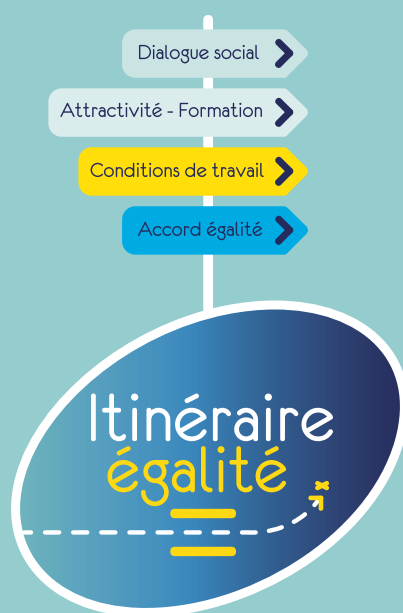 Dialogue social
Attractivité - Formation
Conditions de travail
Accord égalité
Itinéraire
égalité